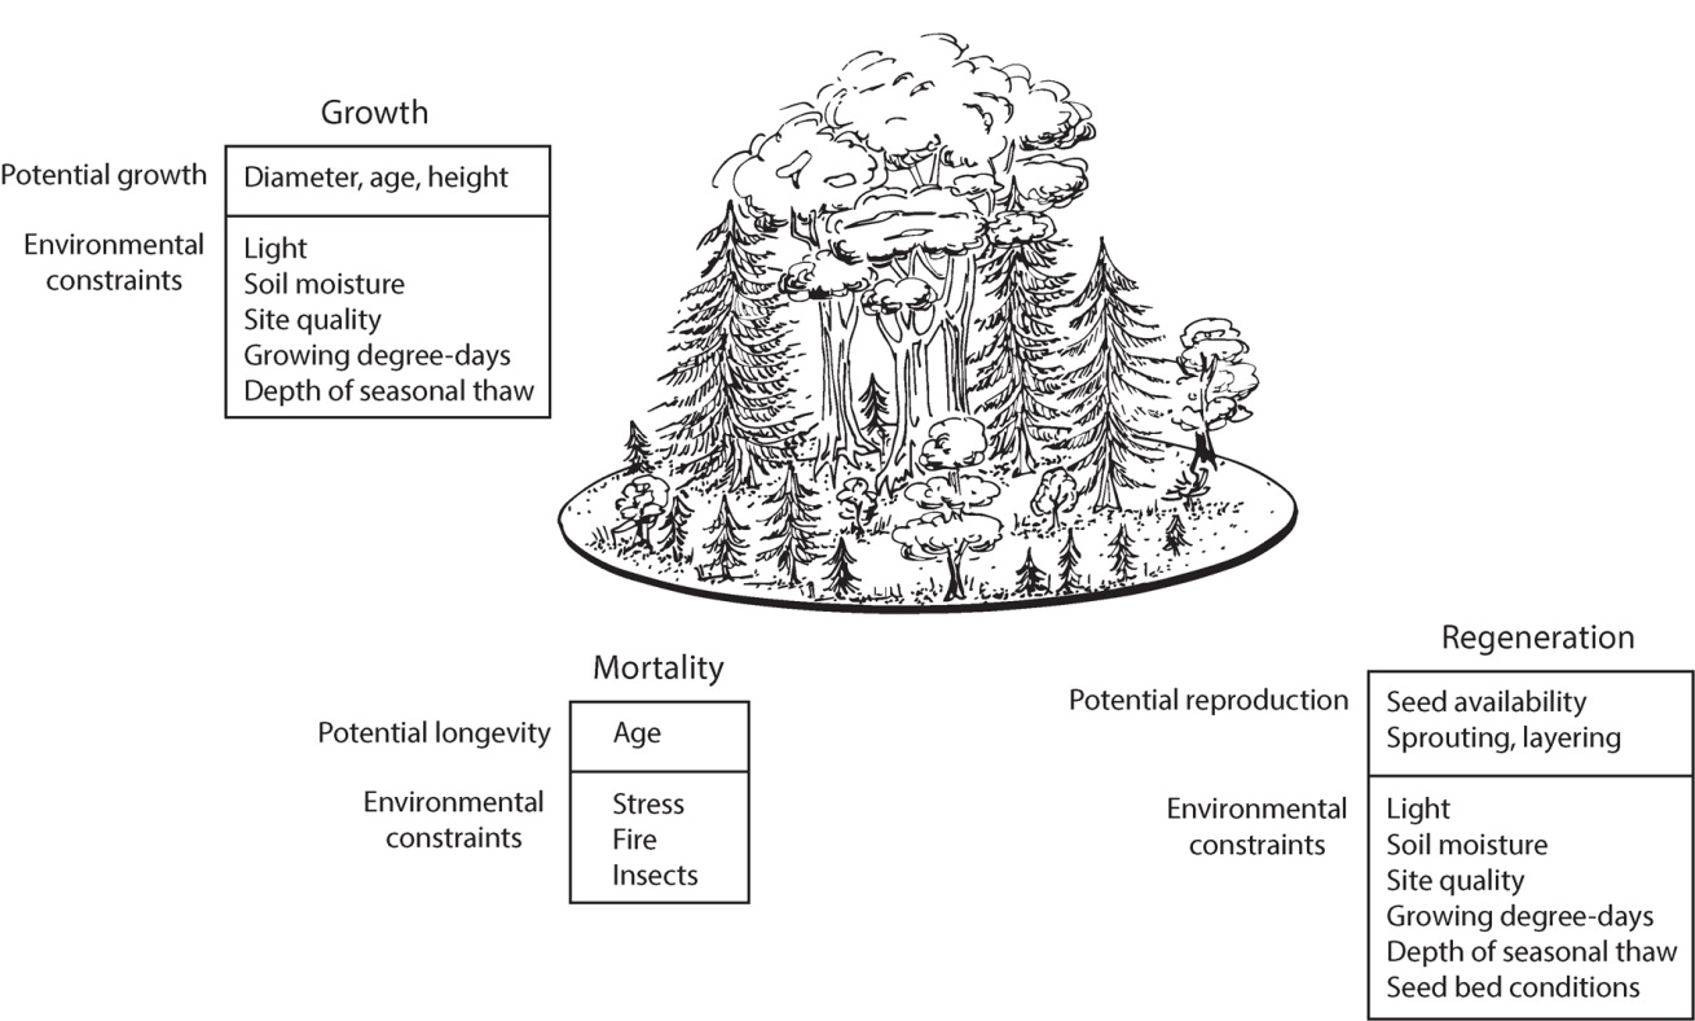 Growth
Potential growth
Diameter, age, height
Environmental
constraints
Light
Soil moisture
Site quality
Growing degree-days
Depth of seasonal thaw
Mortality
Potential longevity
Age
Environmental
constraints
Stress
Fire
Insects
Regeneration
Potential reproduction
Seed availability
Sprouting, layering
Environmental
constraints
Light
Soil moisture
Site quality
Growing degree-days
Depth of seasonal thaw
Seed bed conditions